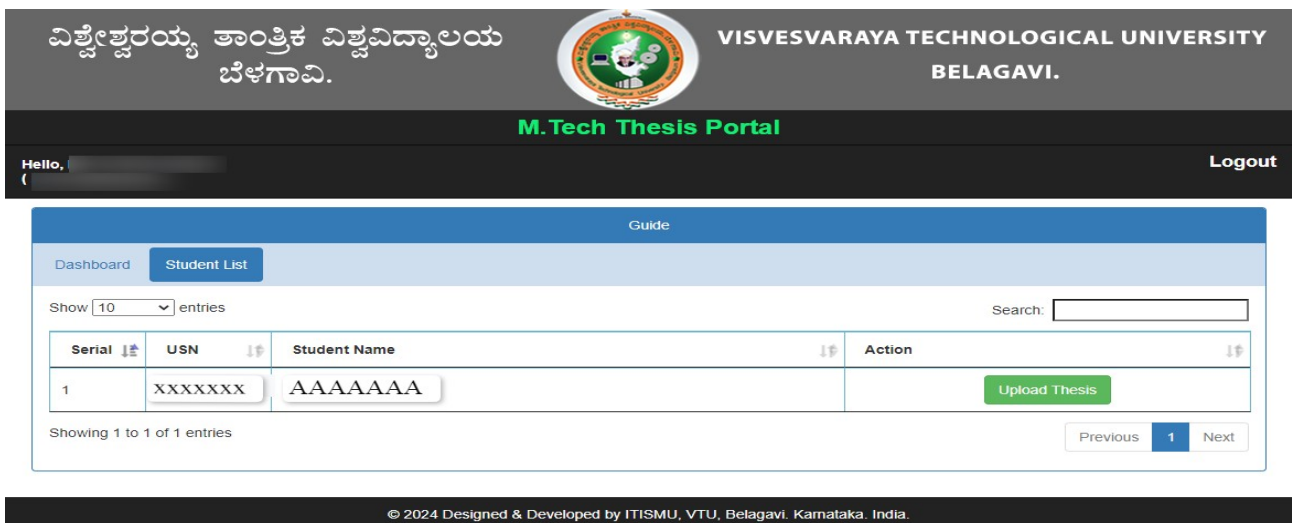 ವಿಶ್ವೇಶ್ವರಯ್ಯ ತಾಂತ್ರಿಕ ವಿಶ್ವವಿದ್ಯಾಲಯ
ಬೆಳಗಾವಿ.
VISVESVARAYA TECHNOLOGICAL UNIVERSITY
BELAGAVI.
M.Tech Thesis Portal
Hello,
(
Logout
Guide
Dashboard Student List
Show 10 entries Search:
Serial USN Student Name Action
1 XXXXXXX AAAAAAA Upload Thesis
Showing 1 to 1 of 1 entries Previous 1 Next
© 2024 Designed & Developed by ITISMU, VTU, Belagavi. Karnataka. India.